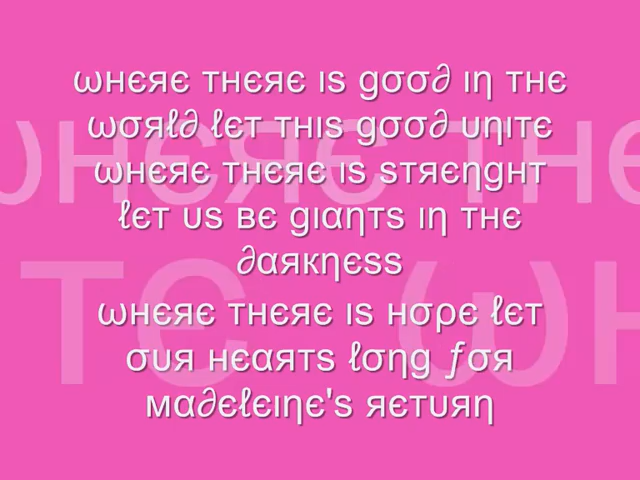 ωнєяє тнєяє ιѕ gσσ∂ ιη тнє
ωσяℓ∂ ℓєт тнιѕ gσσ∂ υηιтє
ωнєяє тнєяє ιѕ ѕтяєηgнт
ℓєт υѕ вє gιαηтѕ ιη тнє
∂αякηєѕѕ
ωнєяє тнєяє ιѕ нσρє ℓєт
συя нєαятѕ ℓσηg ƒσя
мα∂єℓєιηє'ѕ яєтυяη